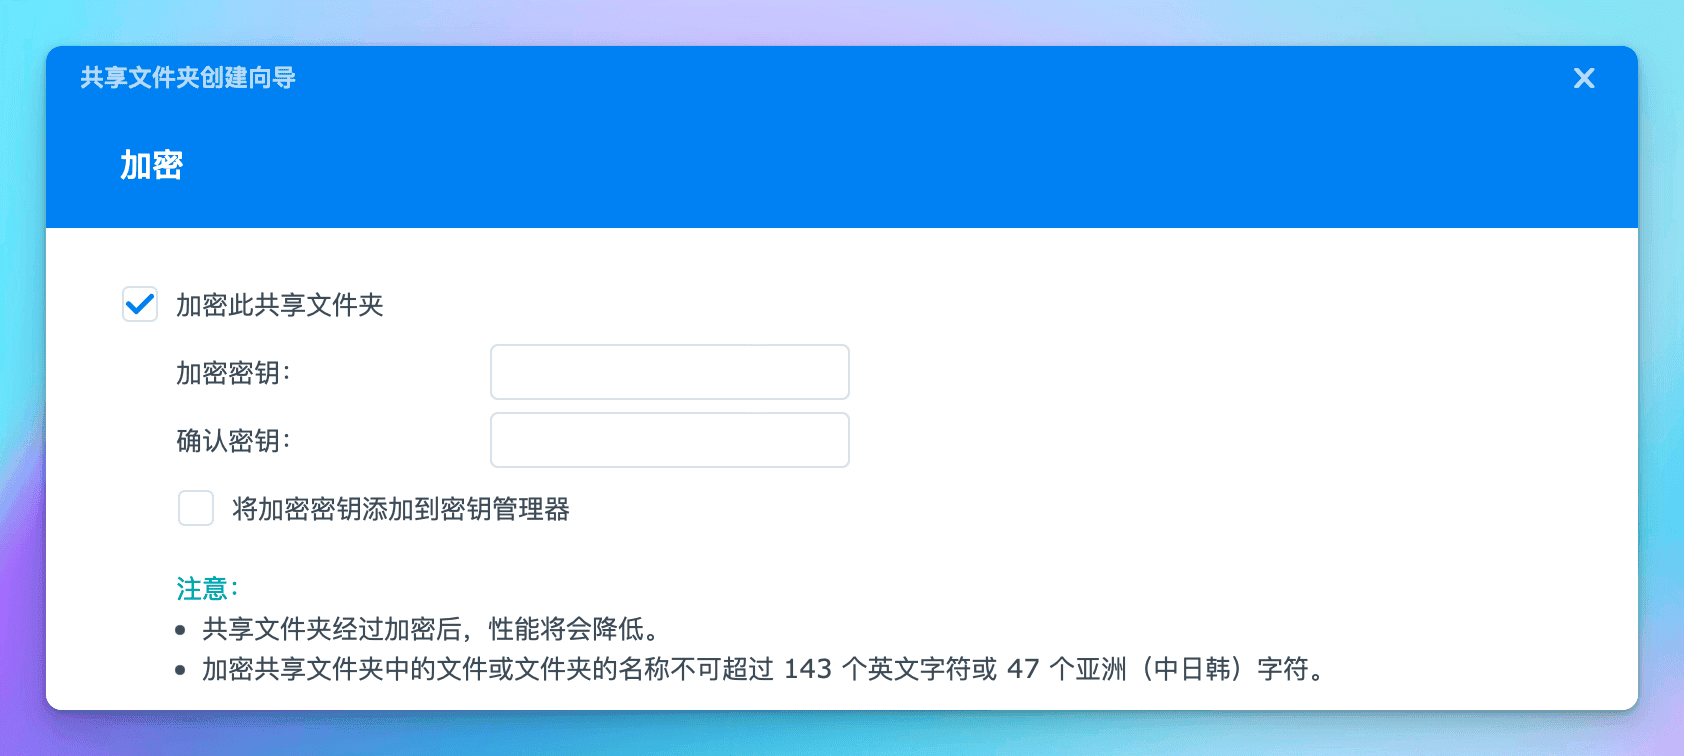 共享文件夹创建向导
加密
加密此共享文件夹
加密密钥：
确认密钥：
将加密密钥添加到密钥管理器
注意：
• 共享文件夹经过加密后，性能将会降低。
• 加密共享文件夹中的文件或文件夹的名称不可超过 143 个英文字符或 47 个亚洲（中日韩）字符。